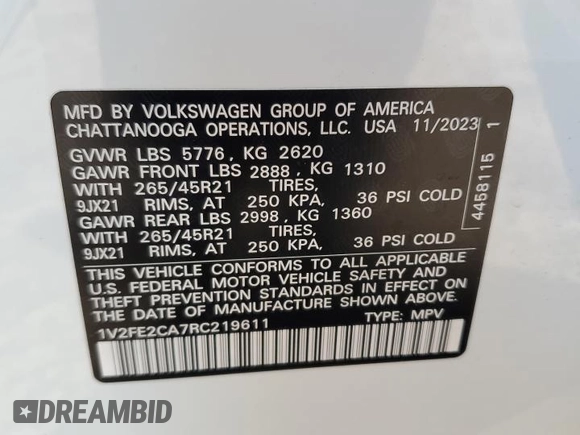 MFD BY VOLKSWAGEN GROUP OF AMERICA
CHATTANOOGA OPERATIONS, LLC. USA 11/2023
GVWR LBS 5776, KG 2620
GAWR FRONT LBS 2888, KG 1310
WITH 265/45R21 TIRES,
9JX21 RIMS, AT 250 KPA, 36 PSI COLD
GAWR REAR LBS 2998, KG 1360
WITH 265/45R21 TIRES,
9JX21 RIMS, AT 250 KPA, 36 PSI COLD
THIS VEHICLE CONFORMS TO ALL APPLICABLE
U.S. FEDERAL MOTOR VEHICLE SAFETY AND
THEFT PREVENTION STANDARDS IN EFFECT ON
THE DATE OF MANUFACTURE SHOWN ABOVE.
1V2FE2CA7RC219611 TYPE: MPV
4458115 1
DREAMBID